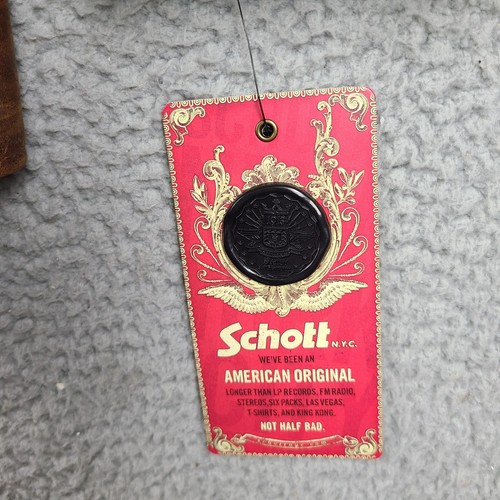 1913
Schott N.Y.C.
WE'VE BEEN AN
AMERICAN ORIGINAL
LONGER THAN LP RECORDS, FM RADIO,
STEREOS, SIX PACKS, LAS VEGAS,
T-SHIRTS, AND KING KONG.
NOT HALF BAD.